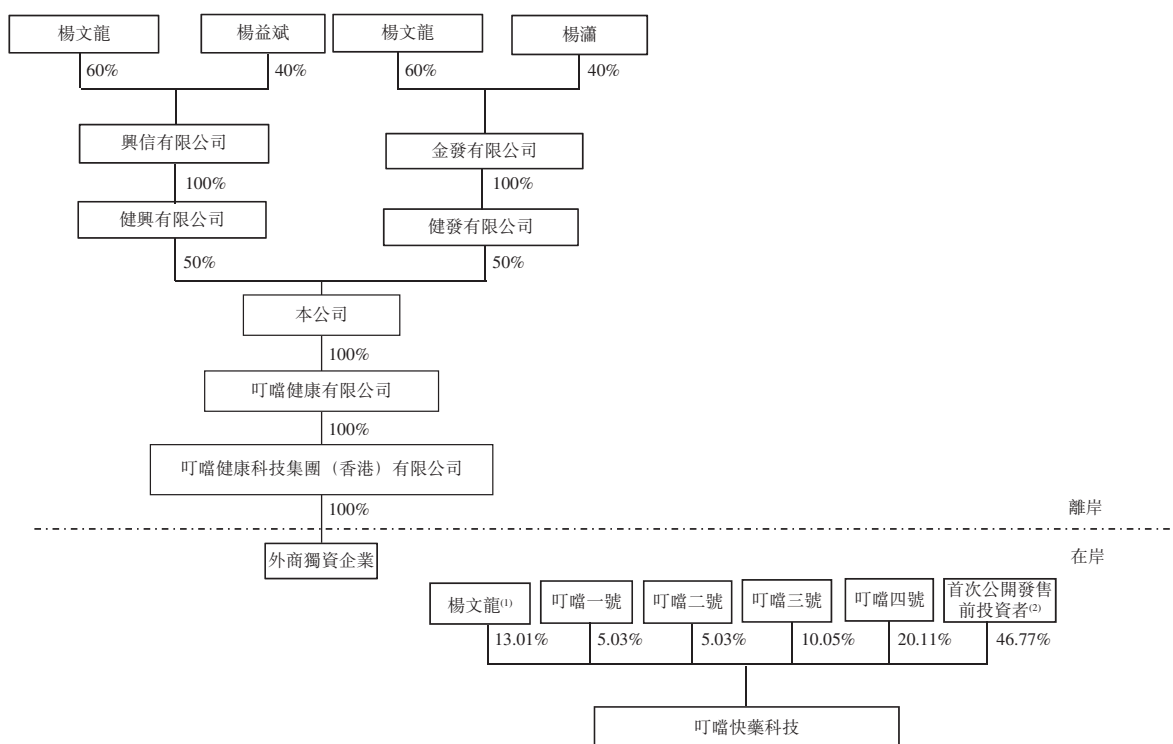 楊文龍
楊益斌
楊文龍
楊瀟
60%
40%
60%
40%
興信有限公司
金發有限公司
100%
100%
健興有限公司
健發有限公司
50%
50%
本公司
100%
叮噹健康有限公司
100%
叮噹健康科技集團（香港）有限公司
100%
離岸
在岸
外商獨資企業
楊文龍(1)
叮噹一號
叮噹二號
叮噹三號
叮噹四號
首次公開發售
前投資者(2)
13.01%
5.03%
5.03%
10.05%
20.11%
46.77%
叮噹快藥科技